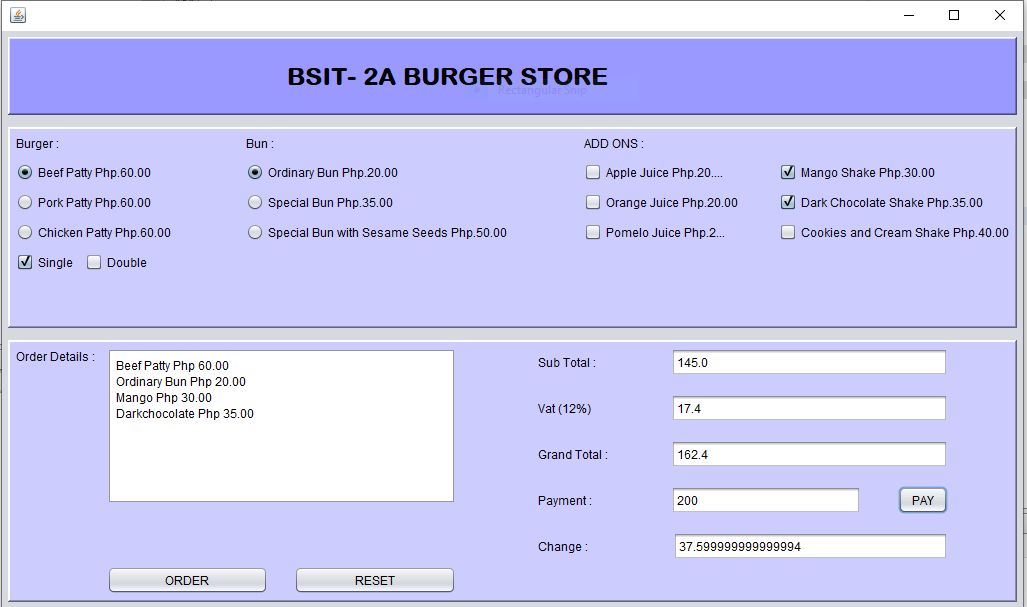 BSIT- 2A BURGER STORE
Rectangular Snip
Burger :
Bun :
ADD ONS :
Beef Patty Php.60.00
Ordinary Bun Php.20.00
Apple Juice Php.20....
Mango Shake Php.30.00
Pork Patty Php.60.00
Special Bun Php.35.00
Orange Juice Php.20.00
Dark Chocolate Shake Php.35.00
Chicken Patty Php.60.00
Special Bun with Sesame Seeds Php.50.00
Pomelo Juice Php.2...
Cookies and Cream Shake Php.40.00
Single
Double
Order Details :
Beef Patty Php 60.00
Ordinary Bun Php 20.00
Mango Php 30.00
Darkchocolate Php 35.00
Sub Total :
145.0
Vat (12%)
17.4
Grand Total :
162.4
Payment :
200
PAY
Change :
37.599999999999994
ORDER
RESET